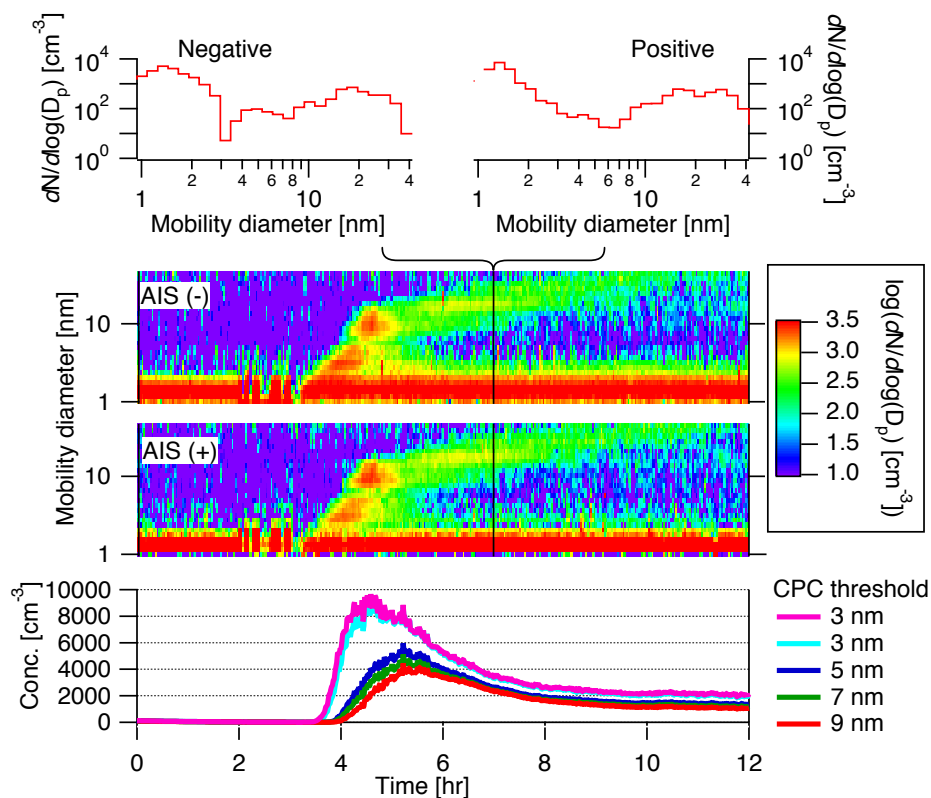 Negative
Positive
dN/dlog(Dp) [cm-3]
10^4
10^2
10^0
10^4
10^2
10^0
dN/dlog(Dp) [cm-3]
1 2 4 6 8 10 2 4
1 2 4 6 8 10 2 4
Mobility diameter [nm]
Mobility diameter [nm]
AIS (-)
10
1
AIS (+)
10
1
Mobility diameter [nm]
3.5
3.0
2.5
2.0
1.5
1.0
log(dN/dlog(Dp) [cm-3])
Conc. [cm-3]
10000
8000
6000
4000
2000
0
0 2 4 6 8 10 12
Time [hr]
CPC threshold
3 nm
3 nm
5 nm
7 nm
9 nm